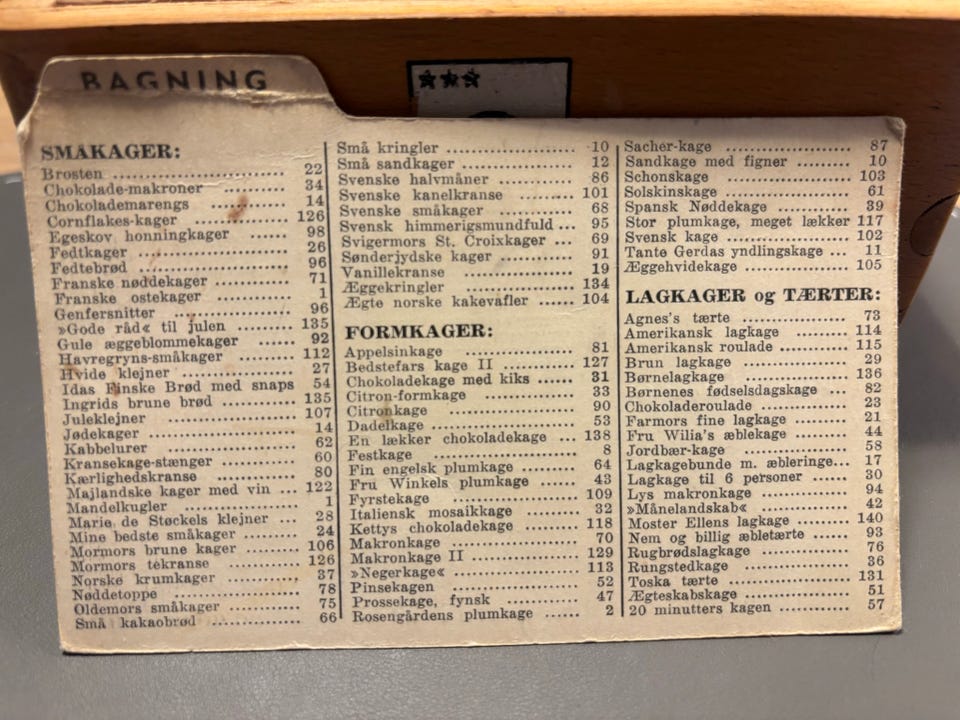 BAGNING
SMÅKAGER:
Brosten 22
Chokolade-makroner 34
Chokolademarengs 14
Cornflakes-kager 126
Egeskov honningkager 98
Fedtkager 26
Fedtebrød 96
Franske nøddekager 71
Franske ostekager 1
Genfersnitter 96
»Gode råd« til julen 135
Gule æggeblommekager 92
Havregryns-småkager 112
Hvide klejner 27
Idas Finske Brød med snaps 54
Ingrids brune brød 135
Juleklejner 107
Jødekager 14
Kabbelurer 62
Kransekage-stænger 60
Kærlighedskranse 80
Majlandske kager med vin 122
Mandelkugler 1
Marie de Støckels klejner 28
Mine bedste småkager 24
Mormors brune kager 106
Mormors tekranse 126
Norske krumkager 37
Nøddetoppe 78
Oldemors småkager 75
Små kakaobrød 66
Små kringler 10
Små sandkager 12
Svenske halvmåner 86
Svenske kanelkranse 101
Svenske småkager 68
Svensk himmerigsmundfuld 95
Svigermors St. Croixkager 69
Sønderjydske kager 91
Vanillekranse 19
Æggekringler 134
Ægte norske kakevafler 104
FORMKAGER:
Appelsinkage 81
Bedstefars kage II 127
Chokoladekage med kiks 31
Citron-formkage 33
Citronkage 90
Dadelkage 53
En lækker chokoladekage 138
Festkage 8
Fin engelsk plumkage 64
Fru Winkels plumkage 43
Fyrstekage 109
Italiensk mosaikkage 32
Kettys chokoladekage 118
Makronkage 70
Makronkage II 129
»Negerkage« 113
Pinsekagen 52
Prossekage, fynsk 47
Rosengårdens plumkage 2
Sacher-kage 87
Sandkage med figner 10
Schonskage 103
Solskinskage 61
Spansk Nøddekage 39
Stor plumkage, meget lækker 117
Svensk kage 102
Tante Gerdas yndlingskage 11
Æggehvidekage 105
LAGKAGER og TÆRTER:
Agnes's tærte 73
Amerikansk lagkage 114
Amerikansk roulade 115
Brun lagkage 29
Børnelagkage 136
Børnenes fødselsdagskage 82
Chokoladeroulade 23
Farmors fine lagkage 21
Fru Wilia's æblekage 44
Jordbær-kage 58
Lagkagebunde m. æbleringe 17
Lagkage til 6 personer 30
Lys makronkage 94
»Månelandskab« 42
Moster Ellens lagkage 140
Nem og billig æbletærte 93
Rugbrødslagkage 76
Rungstedkage 36
Toska tærte 131
Ægteskabskage 51
20 minutters kagen 57